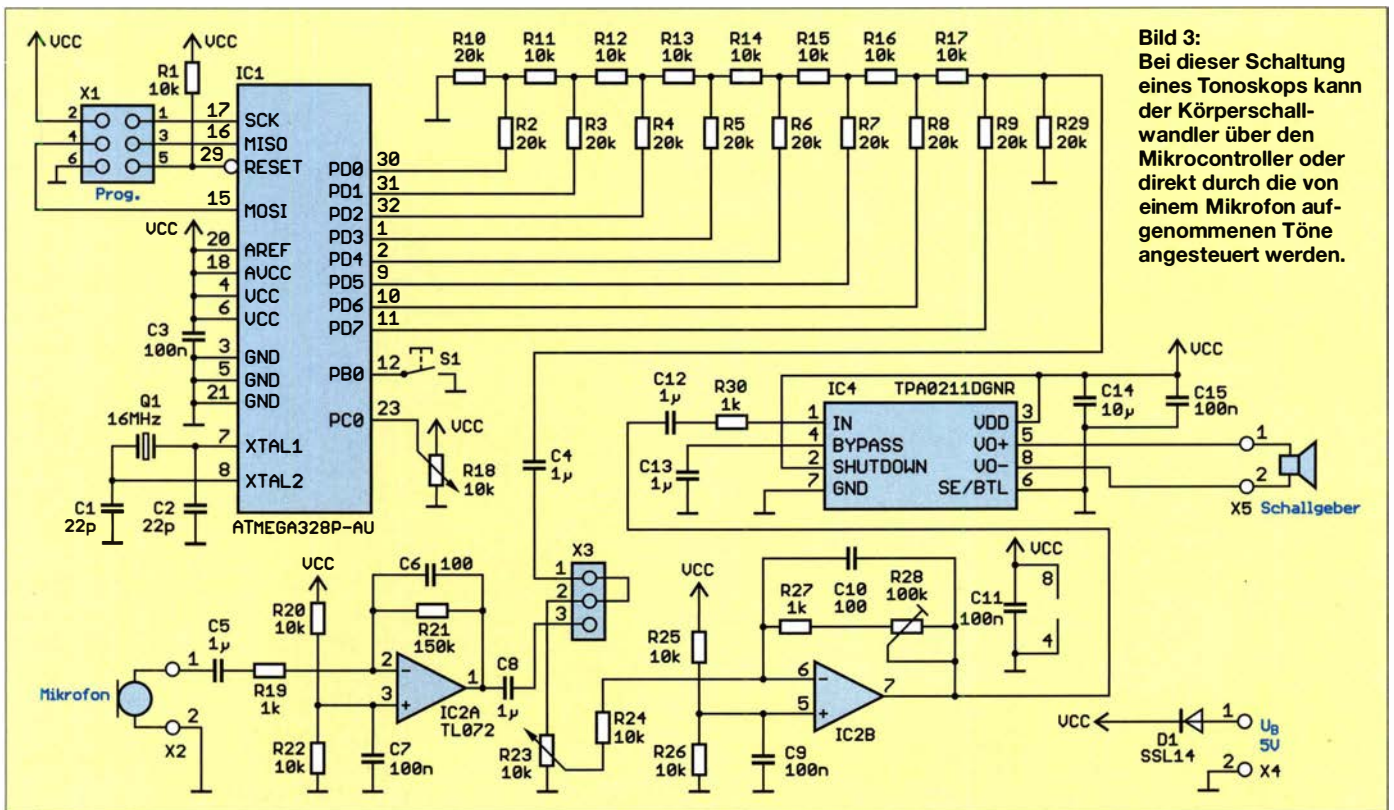 Bild 3:
Bei dieser Schaltung
eines Tonoskops kann
der Körperschall-
wandler über den
Mikrocontroller oder
direkt durch die von
einem Mikrofon auf-
genommenen Töne
angesteuert werden.
VCC
VCC
R1
10k
X1
2
1
4
3
6
5
Prog.
IC1
17
SCK
16
MISO
29
RESET
15
MOSI
VCC
20
AREF
18
AVCC
4
VCC
6
VCC
C3
100n
3
GND
5
GND
21
GND
Q1
16MHz
7
XTAL1
8
XTAL2
C1
22p
C2
22p
ATMEGA328P-AU
PD0
30
PD1
31
PD2
32
PD3
1
PD4
2
PD5
9
PD6
10
PD7
11
PB0
12
S1
PC0
23
VCC
R18
10k
R10
20k
R11
10k
R12
10k
R13
10k
R14
10k
R15
10k
R16
10k
R17
10k
R2
20k
R3
20k
R4
20k
R5
20k
R6
20k
R7
20k
R8
20k
R9
20k
R29
20k
C4
1µ
C12
1µ
R30
1k
C13
1µ
IC4
TPA0211DGNR
1
IN
4
BYPASS
2
SHUTDOWN
7
GND
VDD
3
VO+
5
VO-
8
SE/BTL
6
VCC
C14
10µ
C15
100n
1
2
X5
Schallgeber
Mikrofon
1
2
X2
C5
1µ
R19
1k
VCC
R20
10k
R22
10k
C7
100n
C6
100
R21
150k
2
3
1
IC2A
TL072
C8
1µ
X3
1
2
3
R23
10k
R24
10k
VCC
R25
10k
R26
10k
C9
100n
R27
1k
C10
100
R28
100k
6
5
7
IC2B
VCC
C11
100n
8
4
VCC
D1
SSL14
1
UB
5V
2
X4